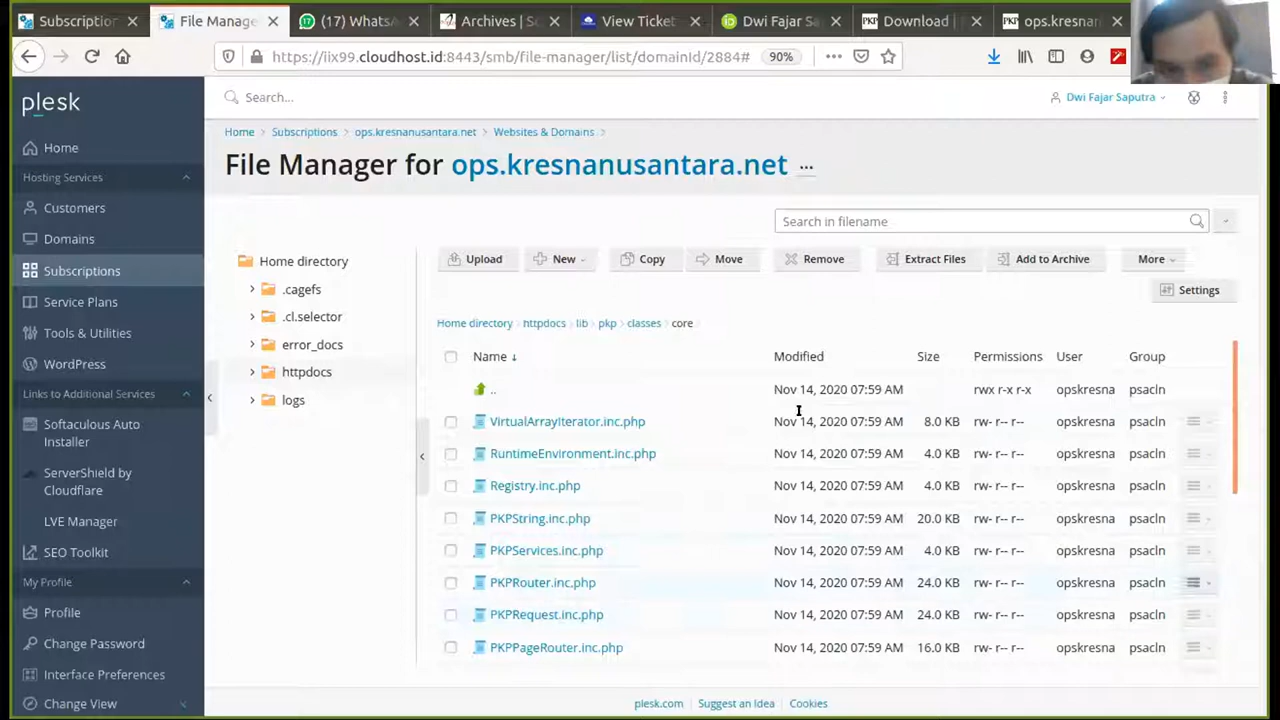 Subscription
File Manage
(17) WhatsA
Archives | Sc
View Ticket
Dwi Fajar Sa
Download |
ops.kresnan
https://iix99.cloudhost.id:8443/smb/file-manager/list/domainId/2884#
90%
plesk
Search...
Dwi Fajar Saputra
Home
Hosting Services
Customers
Domains
Subscriptions
Service Plans
Tools & Utilities
WordPress
Links to Additional Services
Softaculous Auto
Installer
ServerShield by
Cloudflare
LVE Manager
SEO Toolkit
My Profile
Profile
Change Password
Interface Preferences
Change View
Home > Subscriptions > ops.kresnanusantara.net > Websites & Domains >
File Manager for ops.kresnanusantara.net ...
Search in filename
Upload New Copy Move Remove Extract Files Add to Archive More
Settings
Home directory
.cagefs
.cl.selector
error_docs
httpdocs
logs
Home directory > httpdocs > lib > pkp > classes > core >
Name ↓ Modified Size Permissions User Group
.. Nov 14, 2020 07:59 AM rwx r-x r-x opskresna psacln
VirtualArrayIterator.inc.php Nov 14, 2020 07:59 AM 8.0 KB rw- r-- r-- opskresna psacln
RuntimeEnvironment.inc.php Nov 14, 2020 07:59 AM 4.0 KB rw- r-- r-- opskresna psacln
Registry.inc.php Nov 14, 2020 07:59 AM 4.0 KB rw- r-- r-- opskresna psacln
PKPString.inc.php Nov 14, 2020 07:59 AM 20.0 KB rw- r-- r-- opskresna psacln
PKPServices.inc.php Nov 14, 2020 07:59 AM 4.0 KB rw- r-- r-- opskresna psacln
PKPRouter.inc.php Nov 14, 2020 07:59 AM 24.0 KB rw- r-- r-- opskresna psacln
PKPRequest.inc.php Nov 14, 2020 07:59 AM 24.0 KB rw- r-- r-- opskresna psacln
PKPPageRouter.inc.php Nov 14, 2020 07:59 AM 16.0 KB rw- r-- r-- opskresna psacln
plesk.com Suggest an Idea Cookies